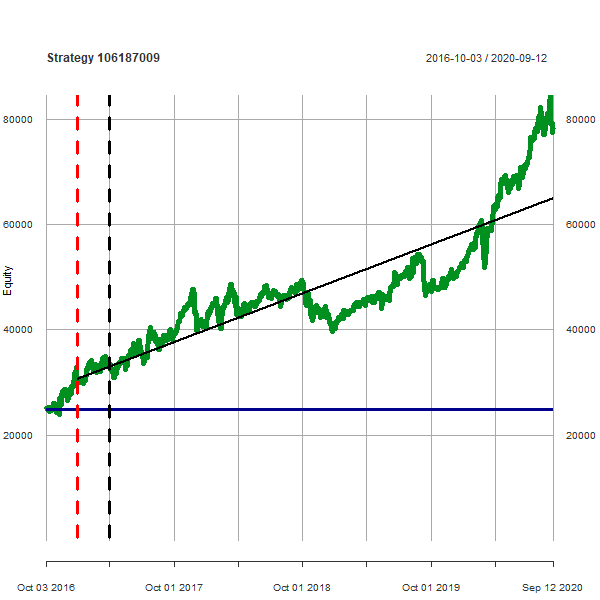 Strategy 106187009 2016-10-03 / 2020-09-12
80000 80000
60000 60000
Equity
40000 40000
20000 20000
Oct 03 2016 Oct 01 2017 Oct 01 2018 Oct 01 2019 Sep 12 2020